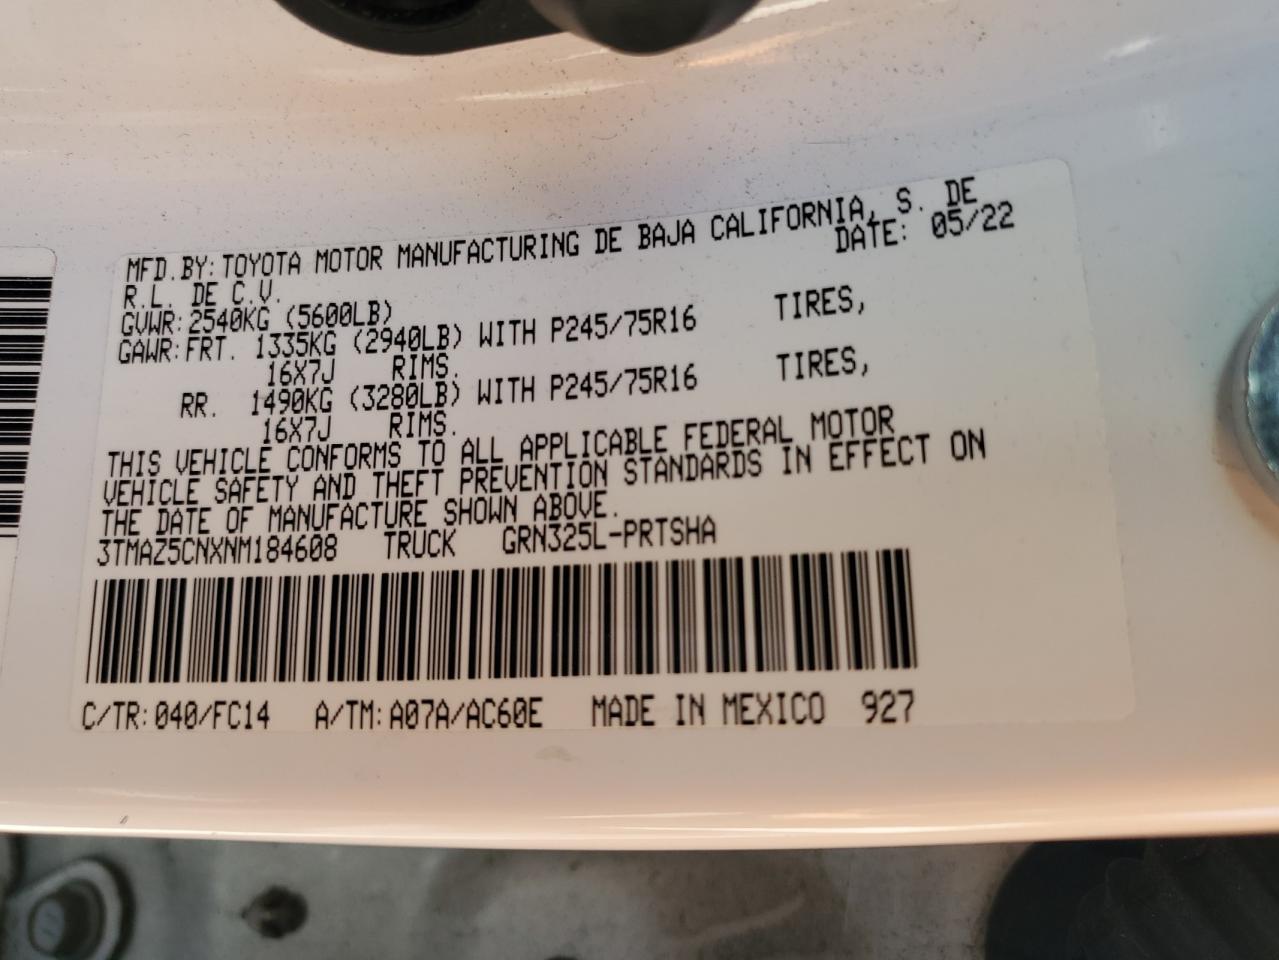 MFD.BY: TOYOTA MOTOR MANUFACTURING DE BAJA CALIFORNIA, S. DE
R.L. DE C.V. DATE: 05/22
GVWR: 2540KG (5600LB)
GAWR: FRT. 1335KG (2940LB) WITH P245/75R16 TIRES,
16X7J RIMS.
RR. 1490KG (3280LB) WITH P245/75R16 TIRES,
16X7J RIMS.
THIS VEHICLE CONFORMS TO ALL APPLICABLE FEDERAL MOTOR
VEHICLE SAFETY AND THEFT PREVENTION STANDARDS IN EFFECT ON
THE DATE OF MANUFACTURE SHOWN ABOVE.
3TMAZ5CNXNM184608 TRUCK GRN325L-PRTSHA
C/TR: 040/FC14 A/TM: A07A/AC60E MADE IN MEXICO 927